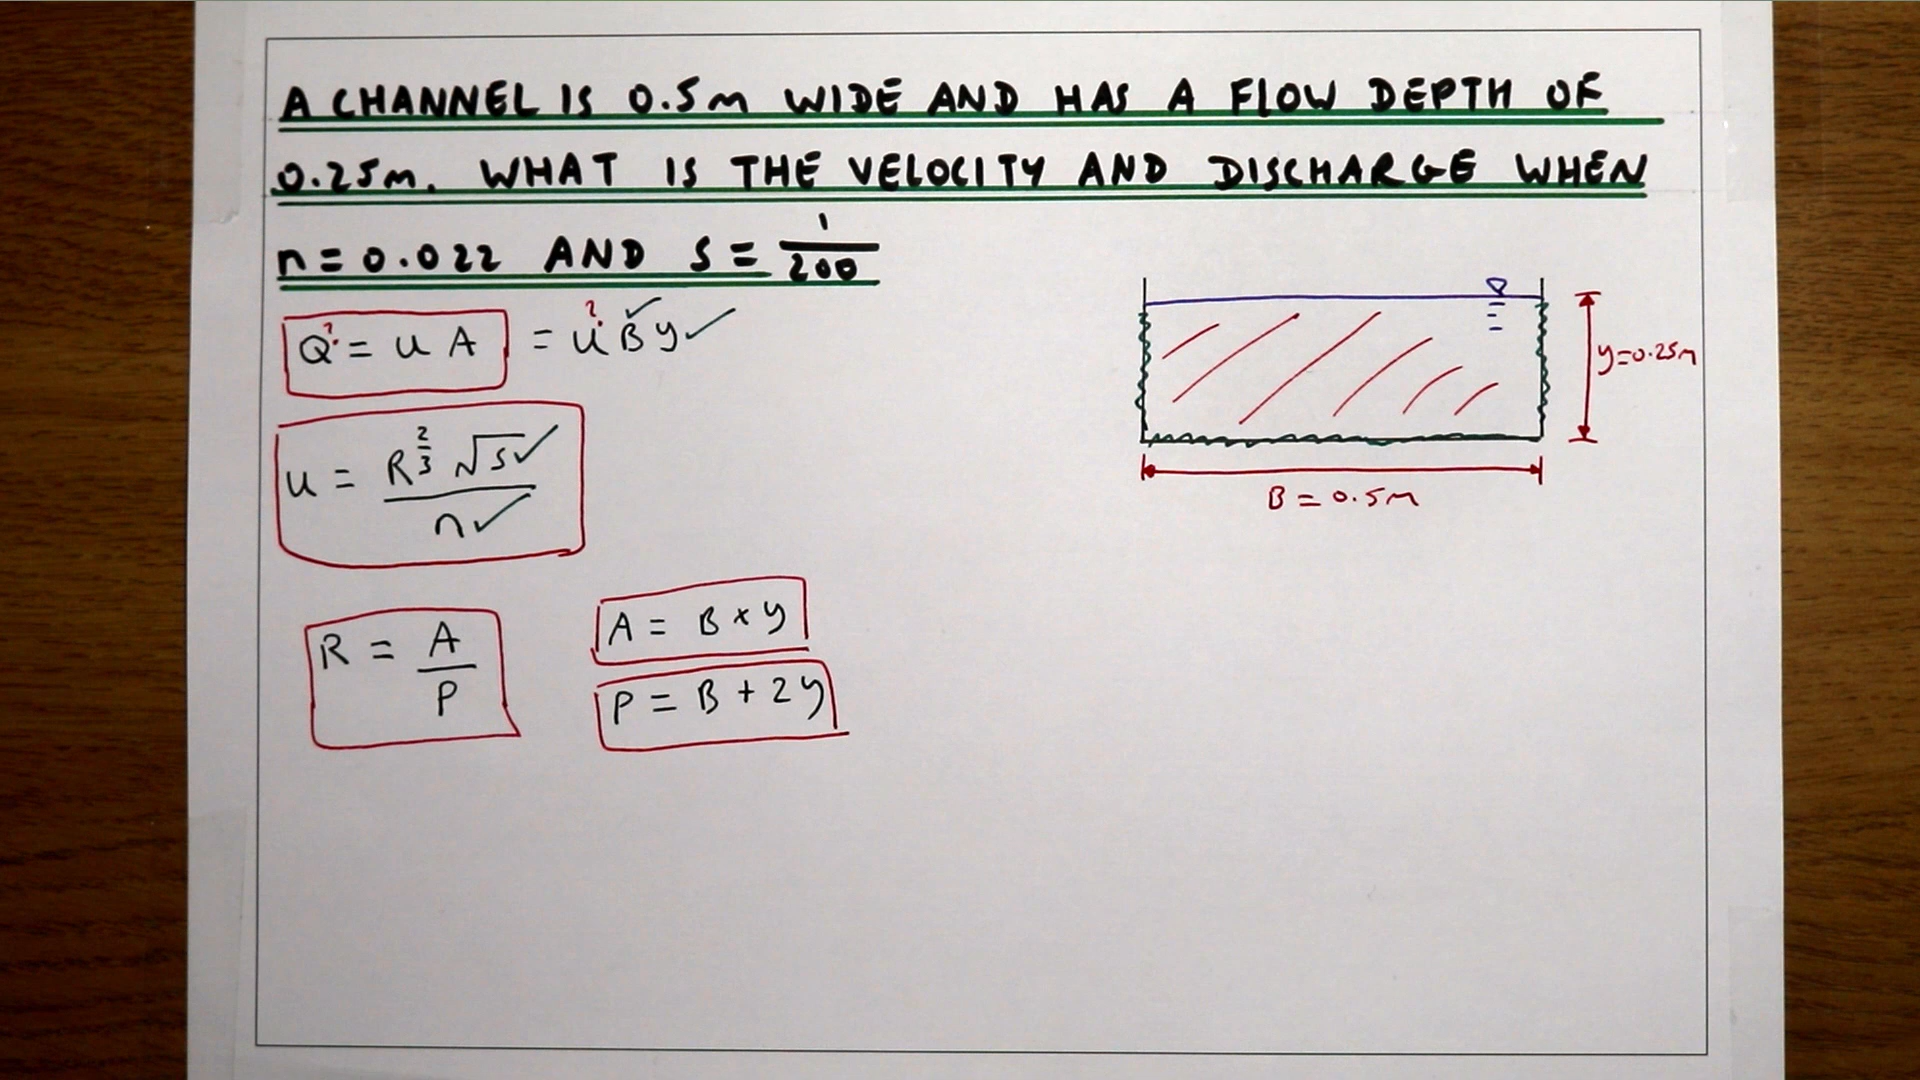 A CHANNEL IS 0.5m WIDE AND HAS A FLOW DEPTH OF
0.25m. WHAT IS THE VELOCITY AND DISCHARGE WHEN
n = 0.022 AND S = 1/200
Q? = u A = u? B✓ y✓
u = R^(2/3) √s✓ / n✓
R = A / P
A = B × y
P = B + 2y
y=0.25m
B = 0.5m